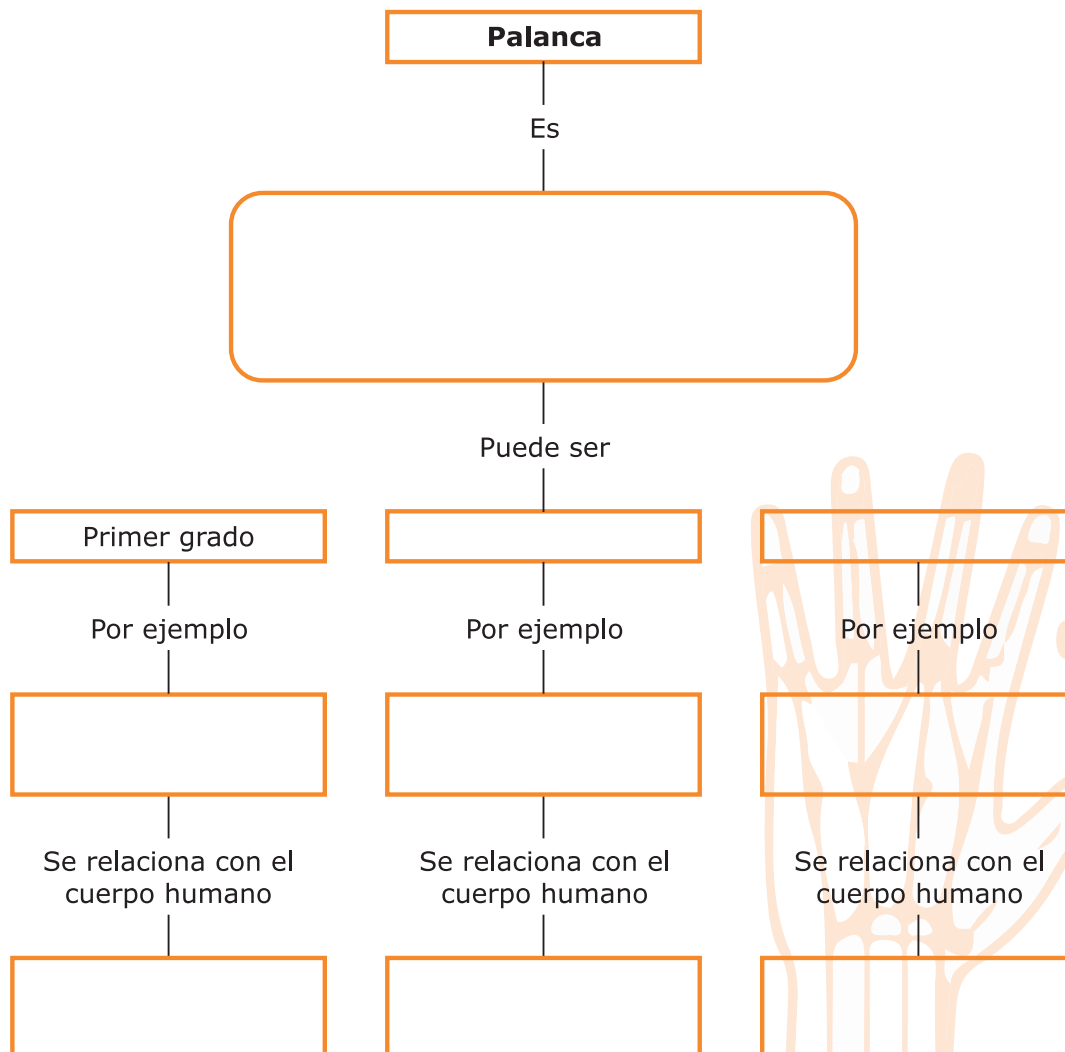 Palanca
Es
Puede ser
Primer grado
Por ejemplo
Por ejemplo
Por ejemplo
Se relaciona con el
cuerpo humano
Se relaciona con el
cuerpo humano
Se relaciona con el
cuerpo humano